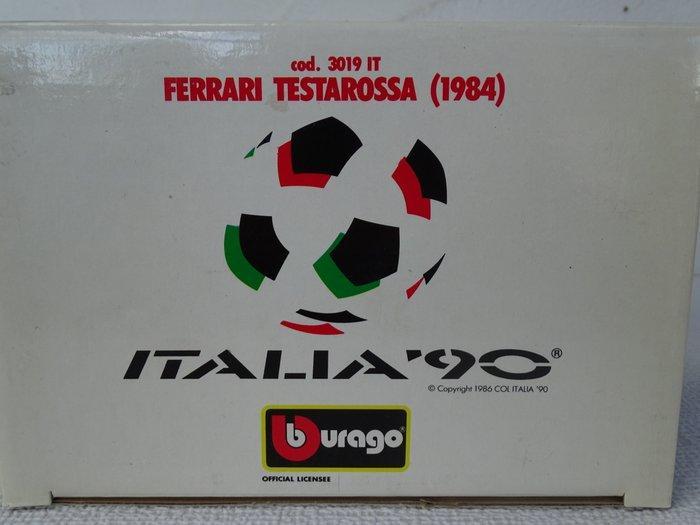 cod. 3019 IT
FERRARI TESTAROSSA (1984)
ITALIA '90®
© Copyright 1986 COL ITALIA '90
burago®
OFFICIAL LICENSEE